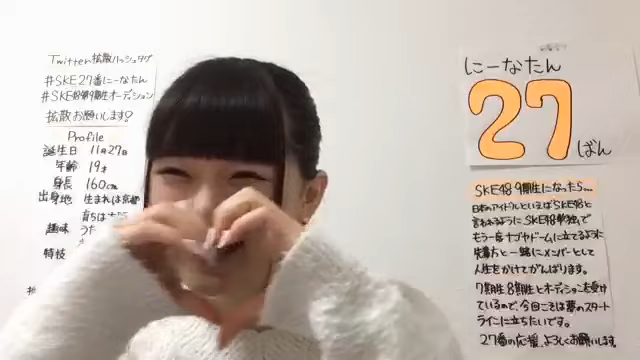 Twitter拡散ハッシュタグ
#SKE27番にーなたん
#SKE48第9期生オーディション
拡散お願いします?
Profile
誕生日 11月27日
年齢 19才
身長 160cm
出身地 生まれは京都
育ちは
趣味 うた
特技
にーなたん
27
ばん
SKE48 9期生になったら...
日本のアイドルといえばSKE48と
言われるように SKE48単独で
もう一度ナゴヤドームに立てるように
先輩方と一緒にメンバーとして
人生をかけてがんばります。
7期生 8期生とオーディションを受け
ているので、今回こそは夢のスタート
ラインに立ちたいです。
27番の応援、よろしくお願いします。